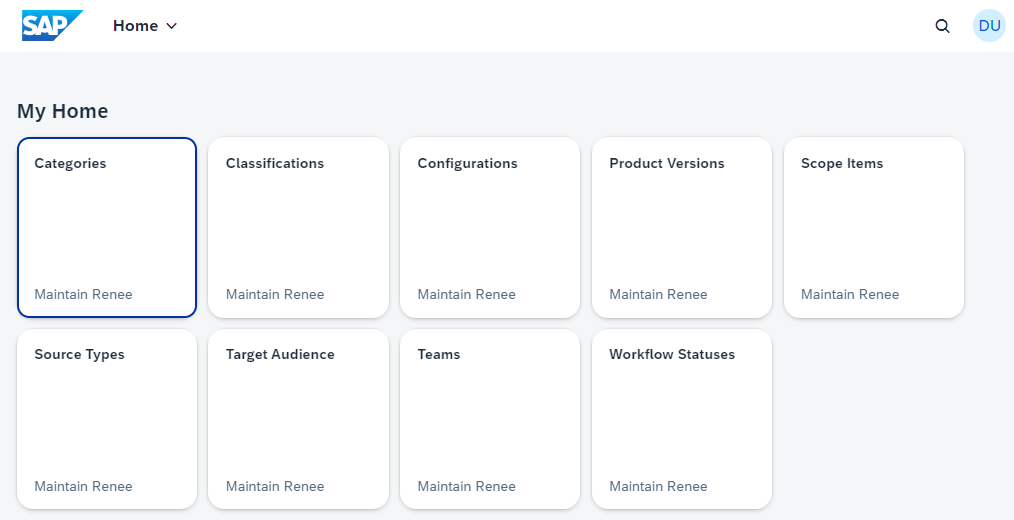 SAP Home DU
My Home
Categories Classifications Configurations Product Versions Scope Items
Maintain Renee Maintain Renee Maintain Renee Maintain Renee Maintain Renee
Source Types Target Audience Teams Workflow Statuses
Maintain Renee Maintain Renee Maintain Renee Maintain Renee